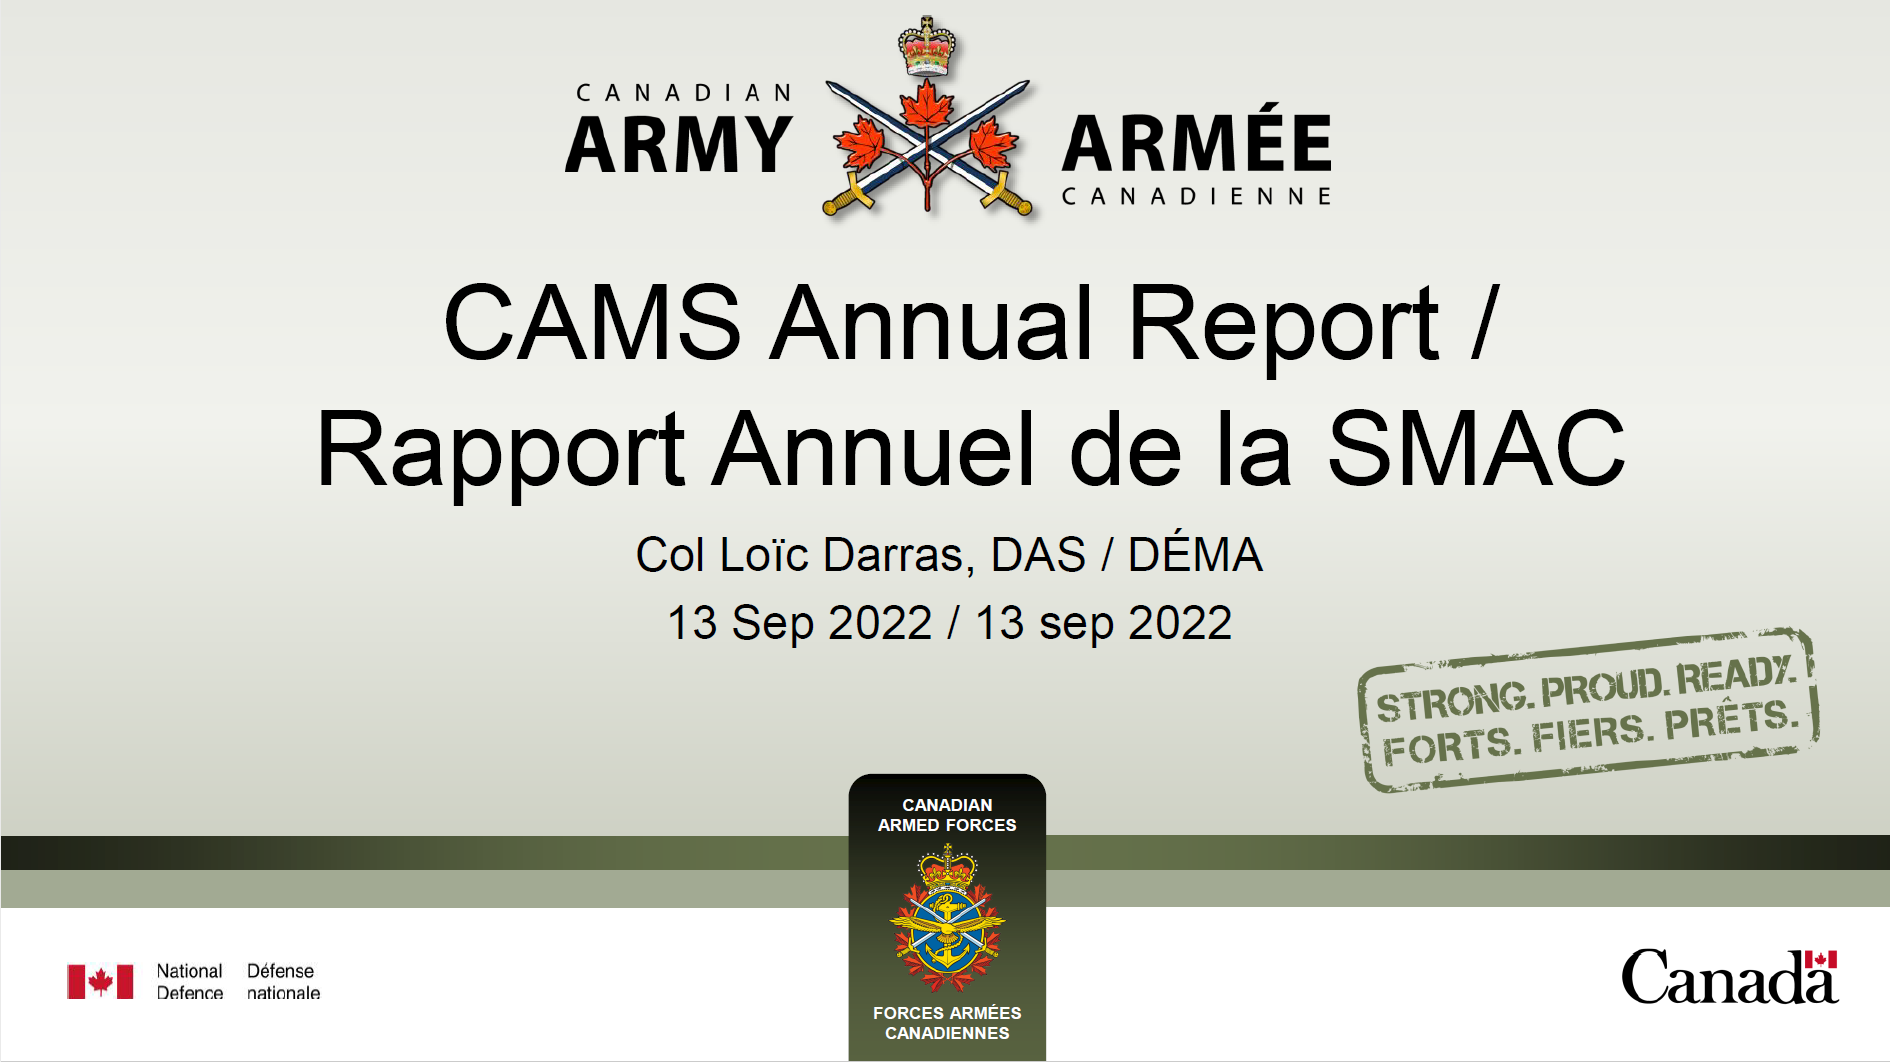 CANADIAN
ARMY
ARMÉE
CANADIENNE
CAMS Annual Report /
Rapport Annuel de la SMAC
Col Loïc Darras, DAS / DÉMA
13 Sep 2022 / 13 sep 2022
STRONG. PROUD. READY.
FORTS. FIERS. PRÊTS.
CANADIAN
ARMED FORCES
FORCES ARMÉES
CANADIENNES
National Défense
Defence nationale
Canada